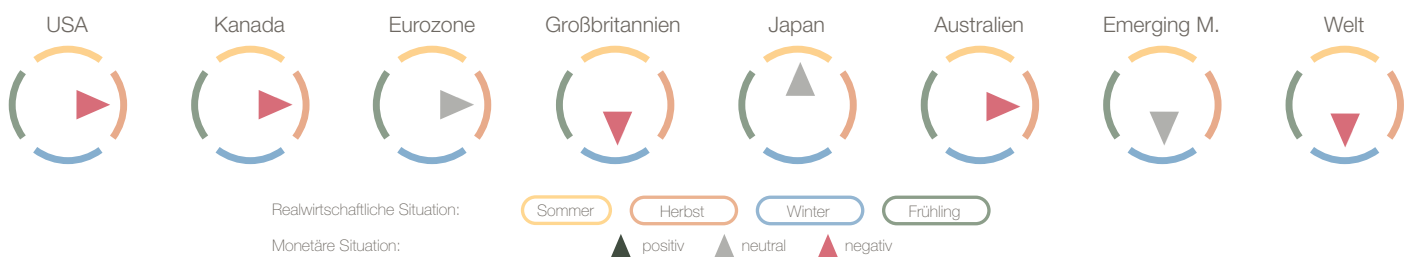 USA Kanada Eurozone Großbritannien Japan Australien Emerging M. Welt
Realwirtschaftliche Situation: Sommer Herbst Winter Frühling
Monetäre Situation: positiv neutral negativ